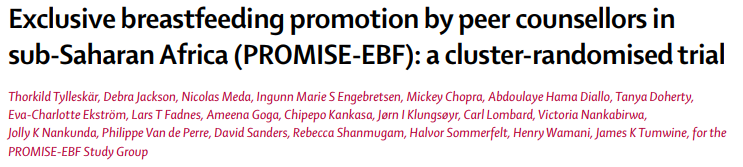 Exclusive breastfeeding promotion by peer counsellors in
sub-Saharan Africa (PROMISE-EBF): a cluster-randomised trial
Thorkild Tylleskär, Debra Jackson, Nicolas Meda, Ingunn Marie S Engebretsen, Mickey Chopra, Abdoulaye Hama Diallo, Tanya Doherty,
Eva-Charlotte Ekström, Lars T Fadnes, Ameena Goga, Chipepo Kankasa, Jørn I Klungsøyr, Carl Lombard, Victoria Nankabirwa,
Jolly K Nankunda, Philippe Van de Perre, David Sanders, Rebecca Shanmugam, Halvor Sommerfelt, Henry Wamani, James K Tumwine, for the
PROMISE-EBF Study Group